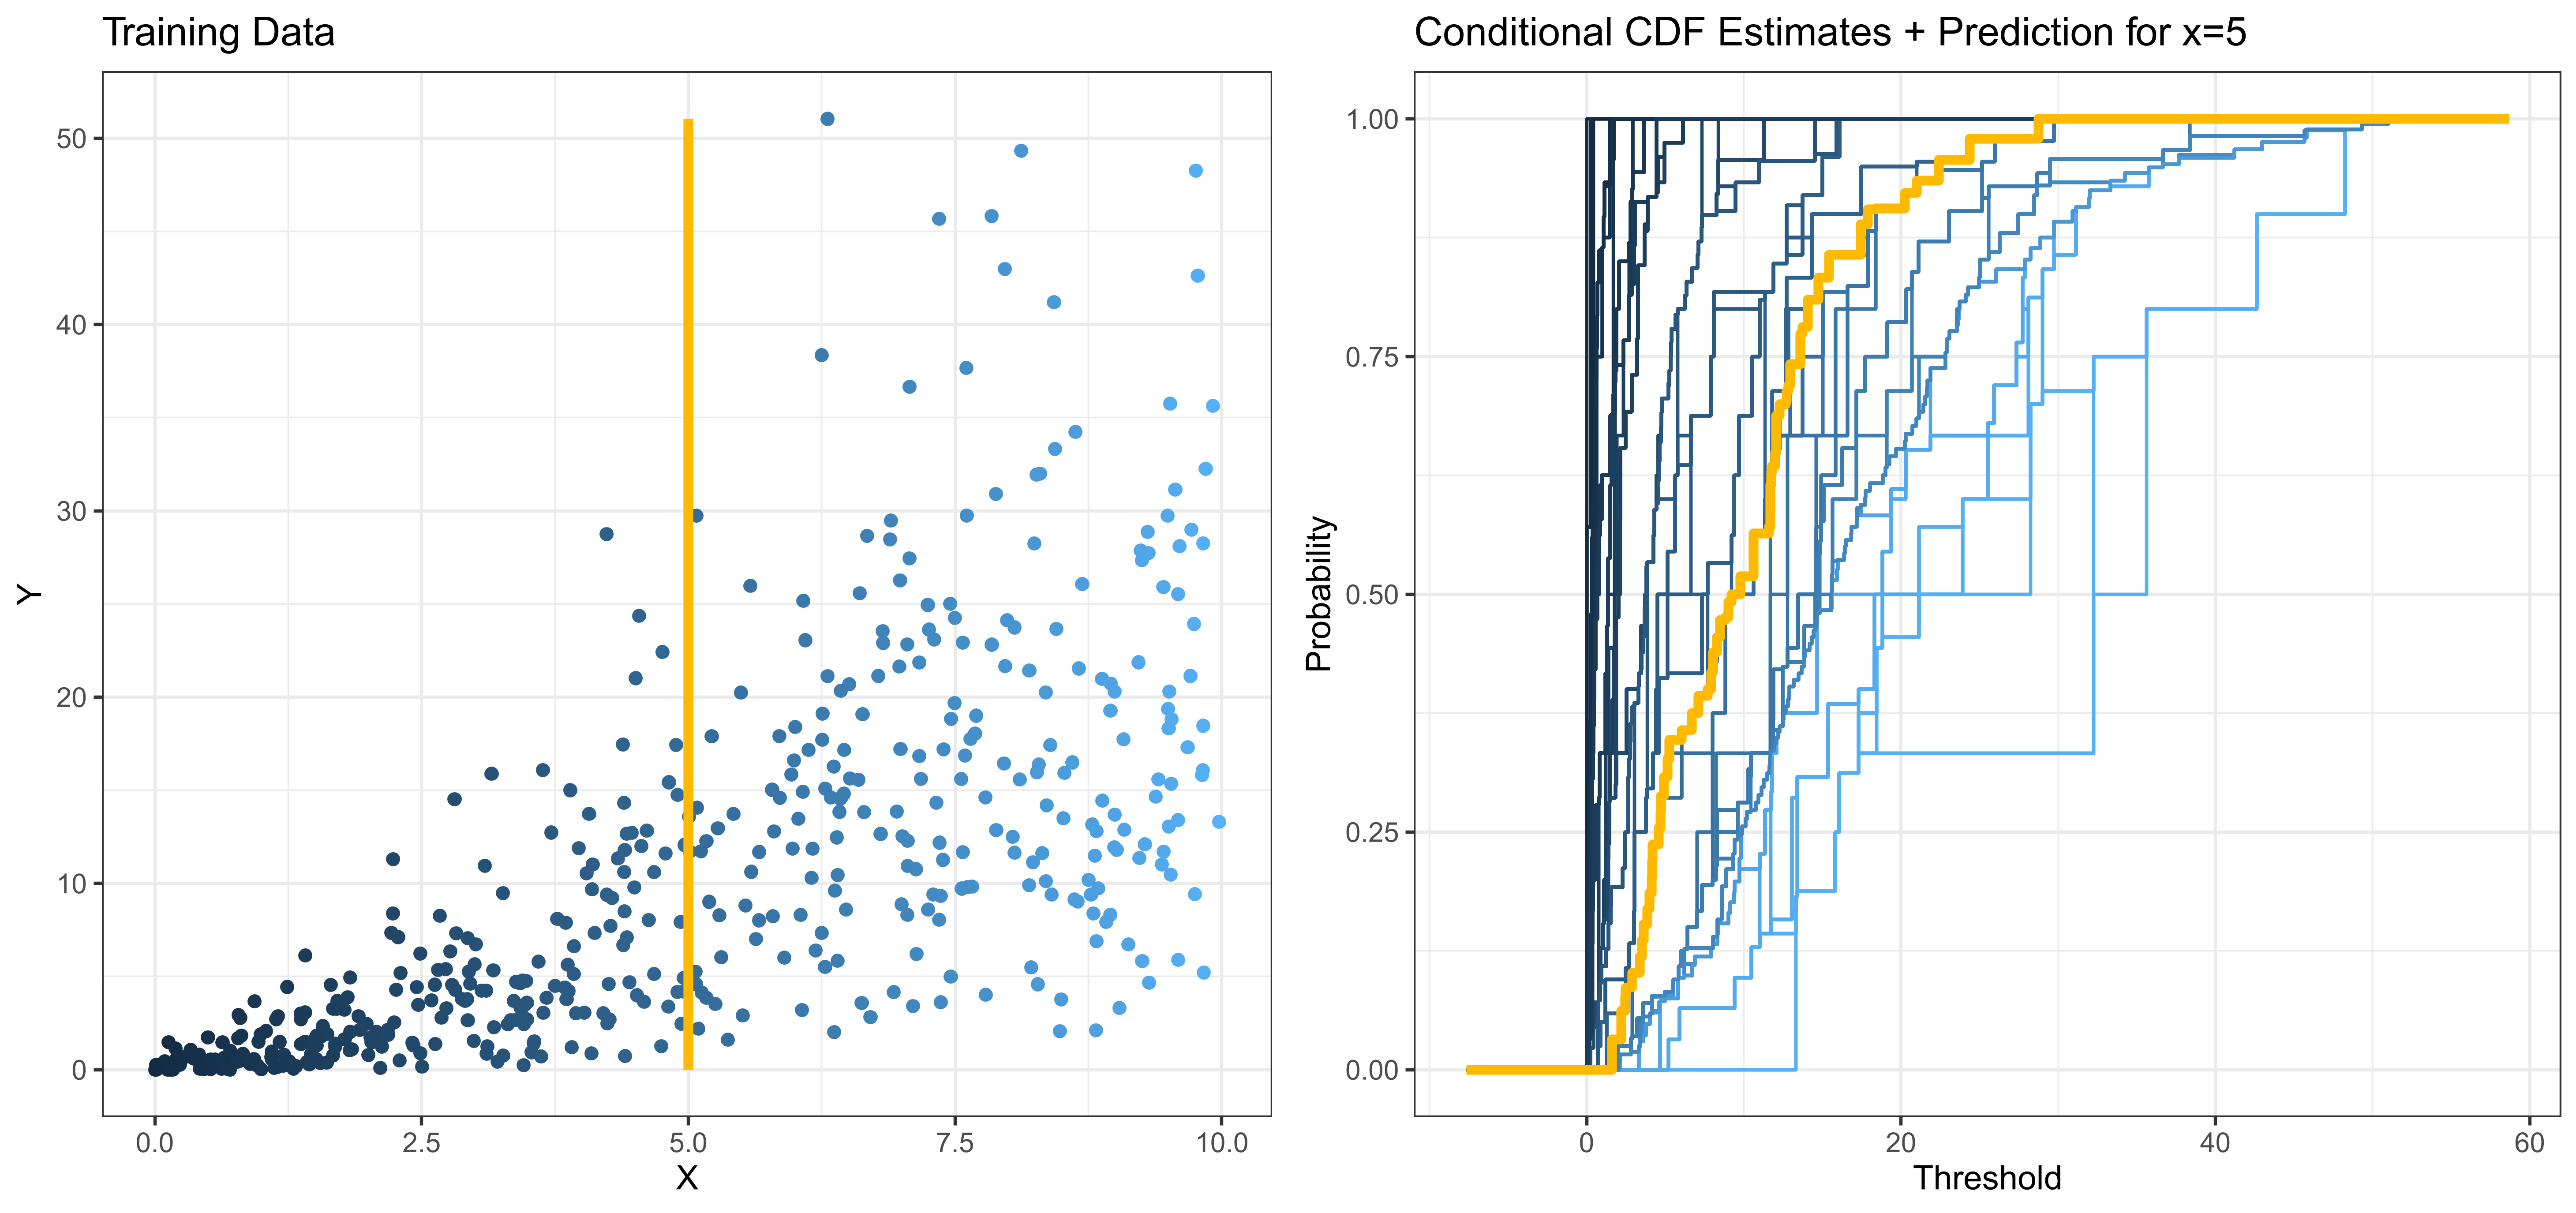 Training Data
50
40
30
20
10
0
Y
0.0 2.5 5.0 7.5 10.0
X
Conditional CDF Estimates + Prediction for x=5
1.00
0.75
0.50
0.25
0.00
Probability
0 20 40 60
Threshold